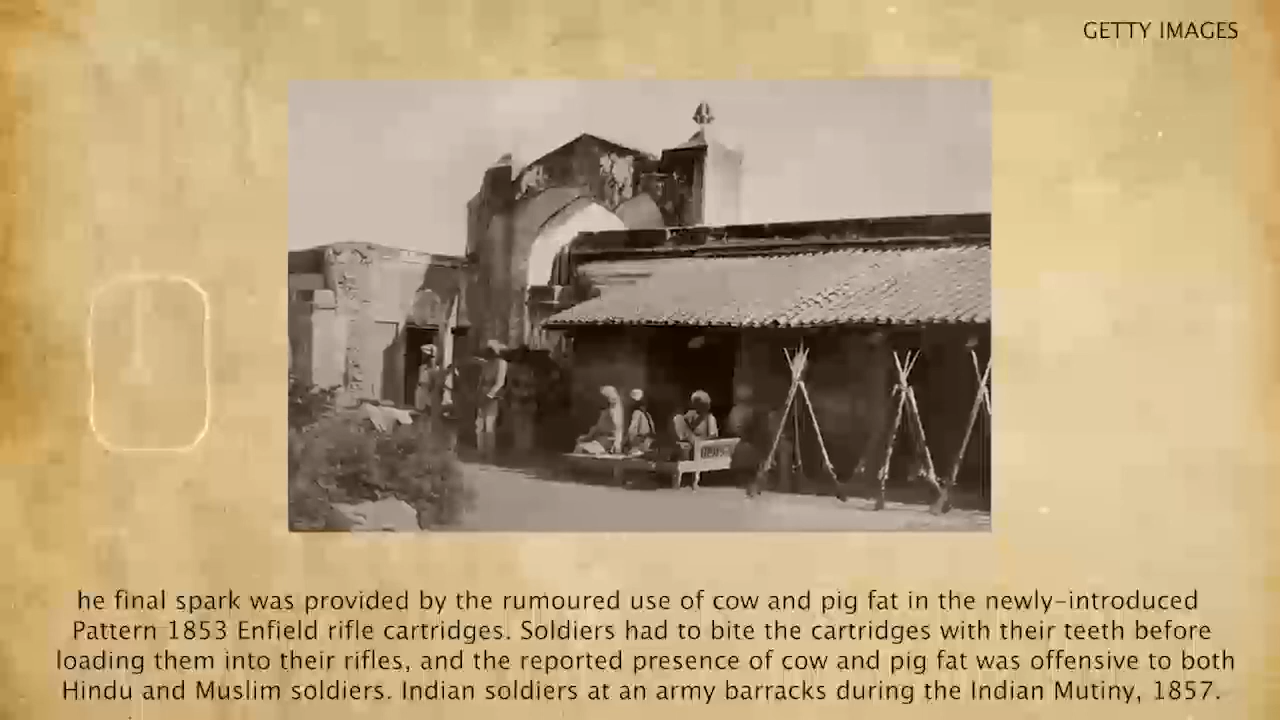 GETTY IMAGES
he final spark was provided by the rumoured use of cow and pig fat in the newly-introduced
Pattern 1853 Enfield rifle cartridges. Soldiers had to bite the cartridges with their teeth before
loading them into their rifles, and the reported presence of cow and pig fat was offensive to both
Hindu and Muslim soldiers. Indian soldiers at an army barracks during the Indian Mutiny, 1857.